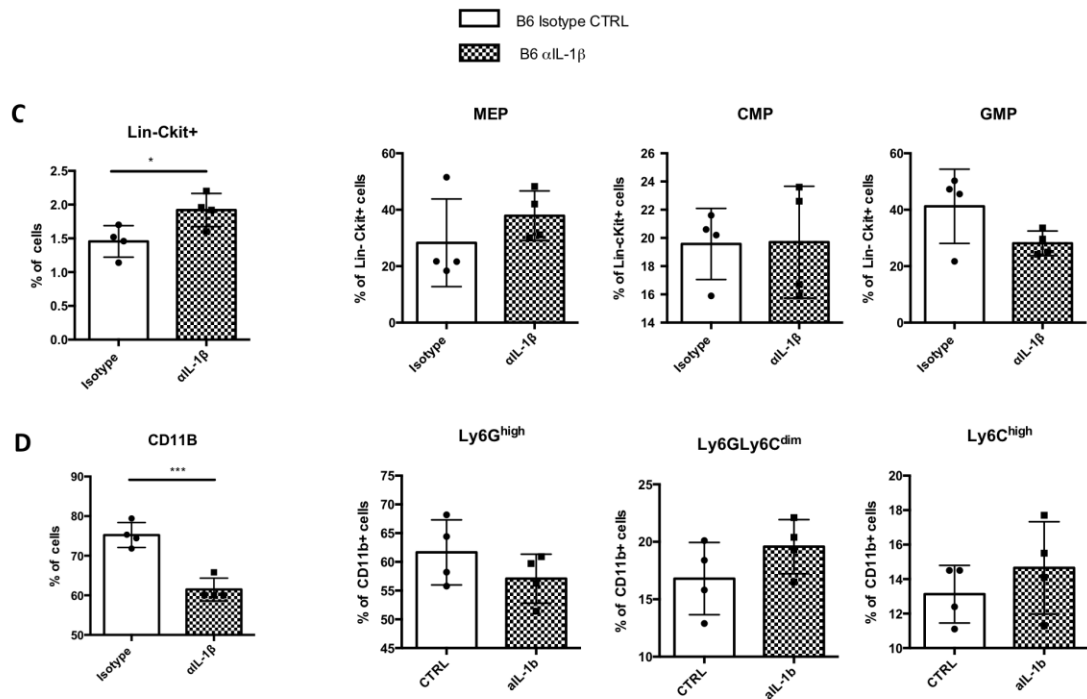 B6 Isotype CTRL
B6 αIL-1β
C
Lin-Ckit+
*
% of cells
2.5
2.0
1.5
1.0
0.5
0.0
Isotype
αIL-1β
MEP
% of Lin- Ckit+ cells
60
40
20
0
Isotype
αIL-1β
CMP
% of Lin-cKit+ cells
26
24
22
20
18
16
14
Isotype
αIL-1β
GMP
% of Lin- Ckit+ cells
60
40
20
0
Isotype
αIL-1β
D
CD11B
***
% of cells
90
80
70
60
50
Isotype
αIL-1β
Ly6Ghigh
% of CD11b+ cells
75
70
65
60
55
50
45
CTRL
aIL-1b
Ly6GLy6Cdim
% of CD11b+ cells
25
20
15
10
CTRL
aIL-1b
Ly6Chigh
% of CD11b+ cells
20
18
16
14
12
10
CTRL
aIL-1b